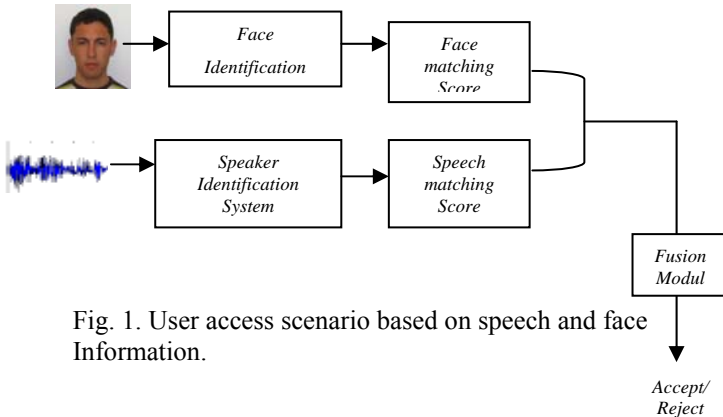 Face
Identification
Face
matching
Score
Speaker
Identification
System
Speech
matching
Score
Fusion
Modul
Fig. 1. User access scenario based on speech and face
Information.
Accept/
Reject